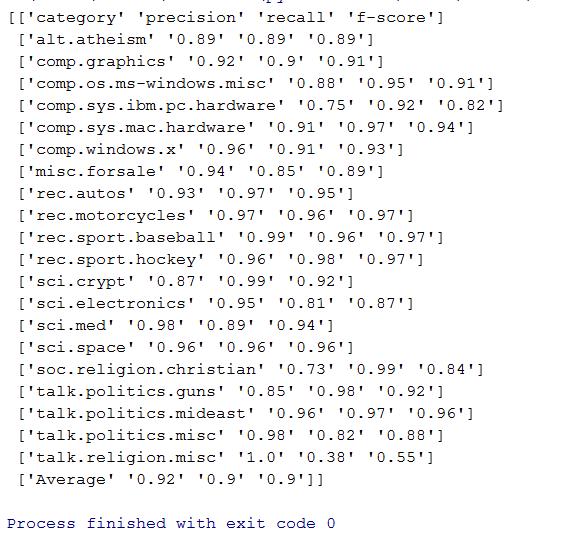 [['category' 'precision' 'recall' 'f-score']
['alt.atheism' '0.89' '0.89' '0.89']
['comp.graphics' '0.92' '0.9' '0.91']
['comp.os.ms-windows.misc' '0.88' '0.95' '0.91']
['comp.sys.ibm.pc.hardware' '0.75' '0.92' '0.82']
['comp.sys.mac.hardware' '0.91' '0.97' '0.94']
['comp.windows.x' '0.96' '0.91' '0.93']
['misc.forsale' '0.94' '0.85' '0.89']
['rec.autos' '0.93' '0.97' '0.95']
['rec.motorcycles' '0.97' '0.96' '0.97']
['rec.sport.baseball' '0.99' '0.96' '0.97']
['rec.sport.hockey' '0.96' '0.98' '0.97']
['sci.crypt' '0.87' '0.99' '0.92']
['sci.electronics' '0.95' '0.81' '0.87']
['sci.med' '0.98' '0.89' '0.94']
['sci.space' '0.96' '0.96' '0.96']
['soc.religion.christian' '0.73' '0.99' '0.84']
['talk.politics.guns' '0.85' '0.98' '0.92']
['talk.politics.mideast' '0.96' '0.97' '0.96']
['talk.politics.misc' '0.98' '0.82' '0.88']
['talk.religion.misc' '1.0' '0.38' '0.55']
['Average' '0.92' '0.9' '0.9']]
Process finished with exit code 0